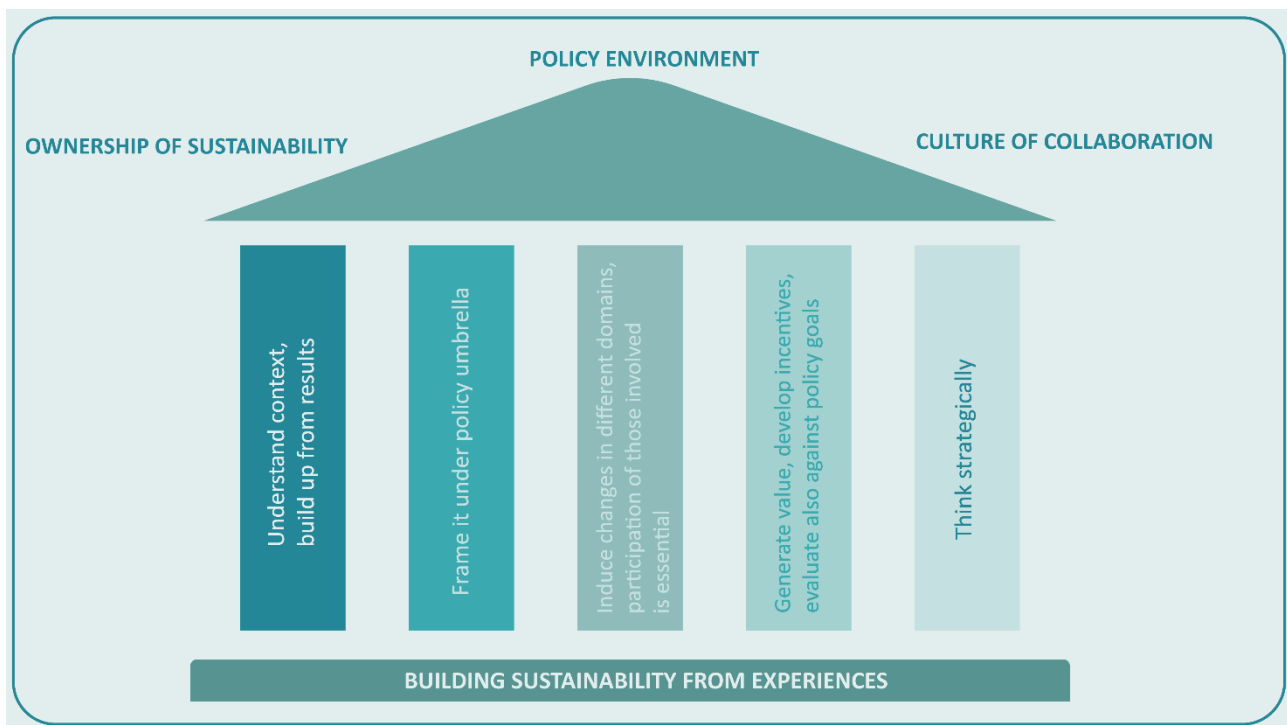 POLICY ENVIRONMENT
OWNERSHIP OF SUSTAINABILITY
CULTURE OF COLLABORATION
Understand context,
build up from results
Frame it under policy umbrella
Induce changes in different domains,
participation of those involved
is essential
Generate value, develop incentives,
evaluate also against policy goals
Think strategically
BUILDING SUSTAINABILITY FROM EXPERIENCES